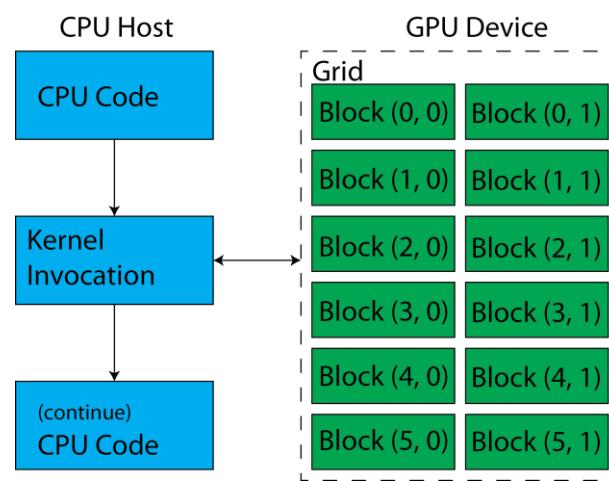 CPU Host
GPU Device
CPU Code
Kernel
Invocation
(continue)
CPU Code
Grid
Block (0, 0) Block (0, 1)
Block (1, 0) Block (1, 1)
Block (2, 0) Block (2, 1)
Block (3, 0) Block (3, 1)
Block (4, 0) Block (4, 1)
Block (5, 0) Block (5, 1)